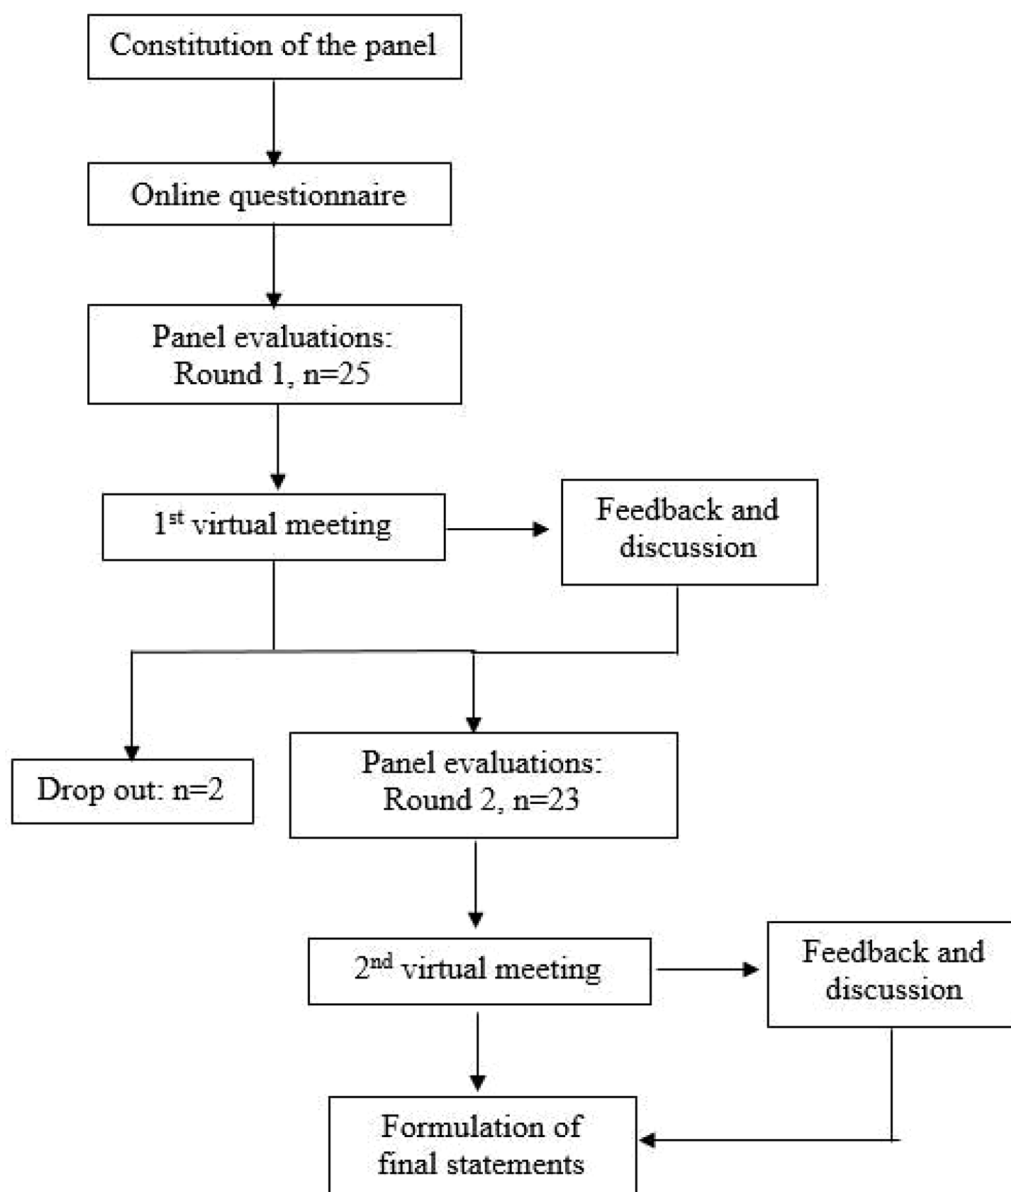 Constitution of the panel
Online questionnaire
Panel evaluations:
Round 1, n=25
1st virtual meeting
Feedback and
discussion
Drop out: n=2
Panel evaluations:
Round 2, n=23
2nd virtual meeting
Feedback and
discussion
Formulation of
final statements